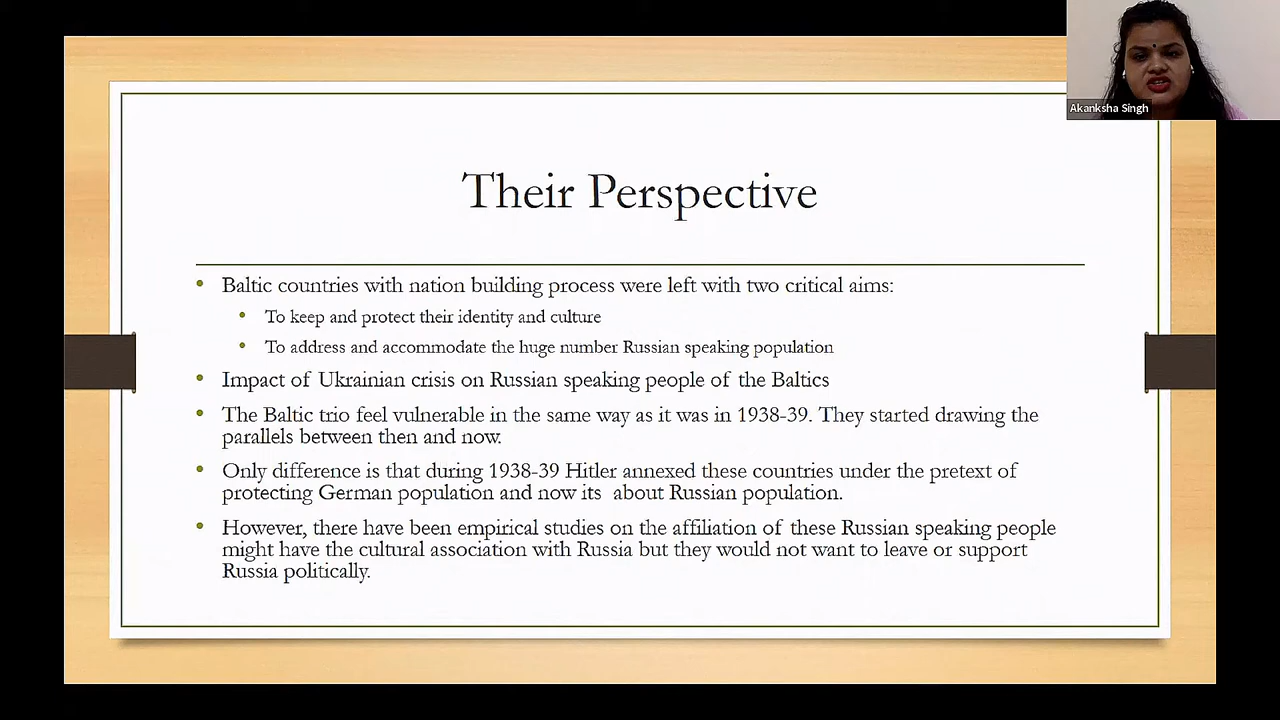 Akanksha Singh
Their Perspective
Baltic countries with nation building process were left with two critical aims:
To keep and protect their identity and culture
To address and accommodate the huge number Russian speaking population
Impact of Ukrainian crisis on Russian speaking people of the Baltics
The Baltic trio feel vulnerable in the same way as it was in 1938-39. They started drawing the
parallels between then and now.
Only difference is that during 1938-39 Hitler annexed these countries under the pretext of
protecting German population and now its about Russian population.
However, there have been empirical studies on the affiliation of these Russian speaking people
might have the cultural association with Russia but they would not want to leave or support
Russia politically.